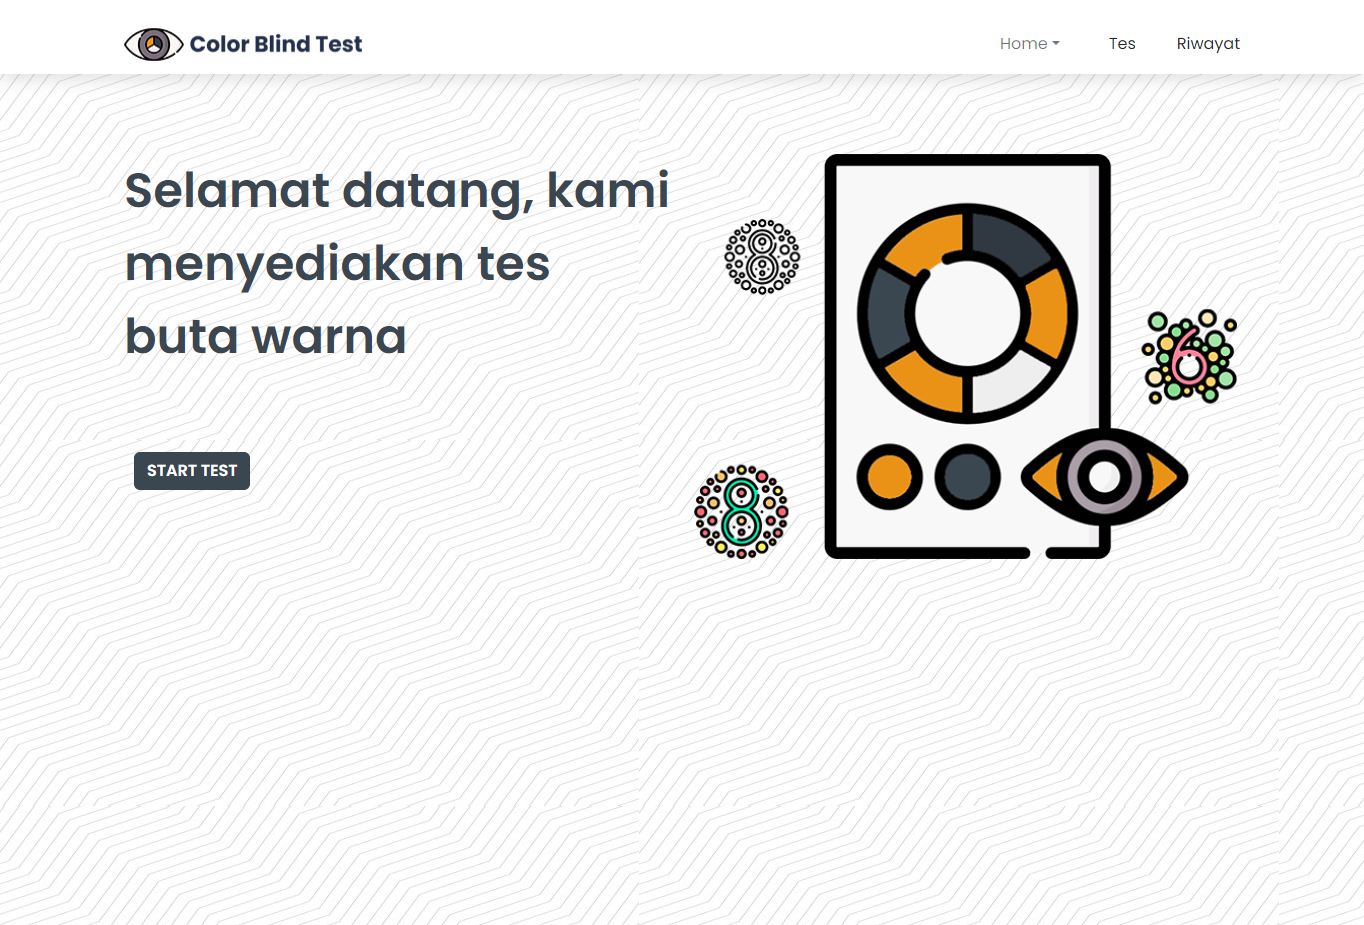 Color Blind Test
Home
Tes
Riwayat
Selamat datang, kami
menyediakan tes
buta warna
8
6
START TEST
8